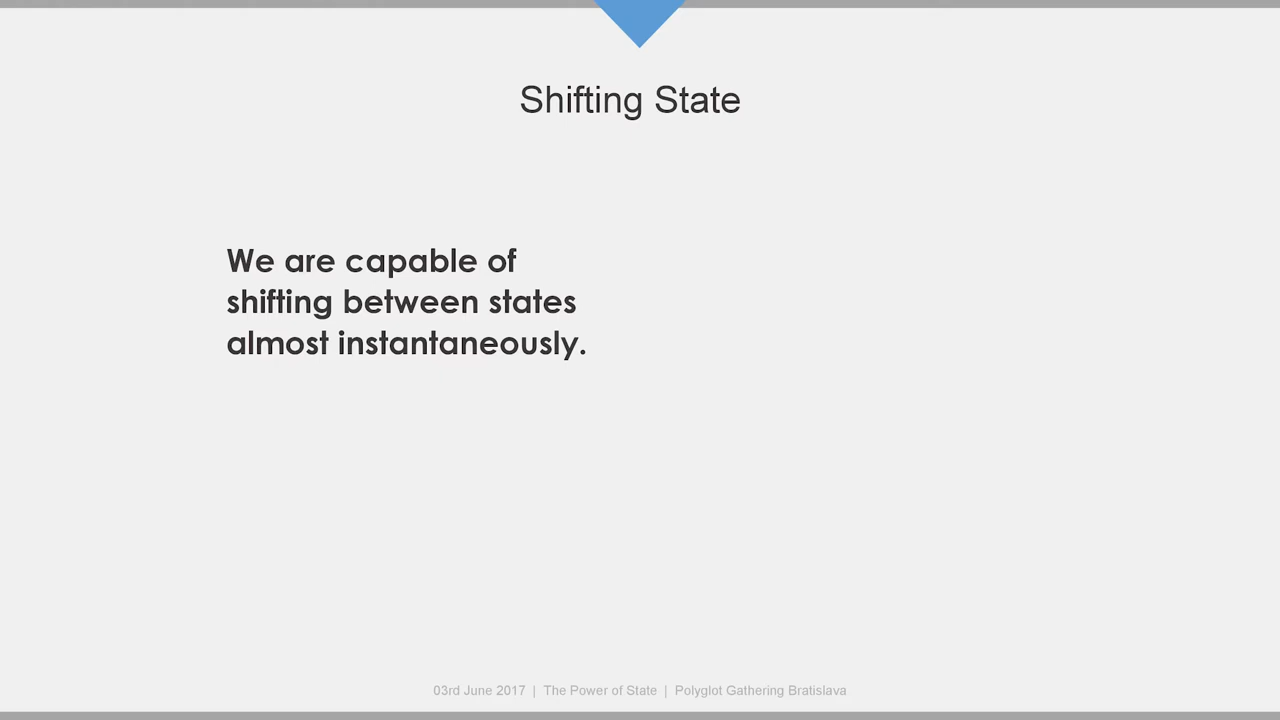 Shifting State
We are capable of
shifting between states
almost instantaneously.
03rd June 2017 | The Power of State | Polyglot Gathering Bratislava